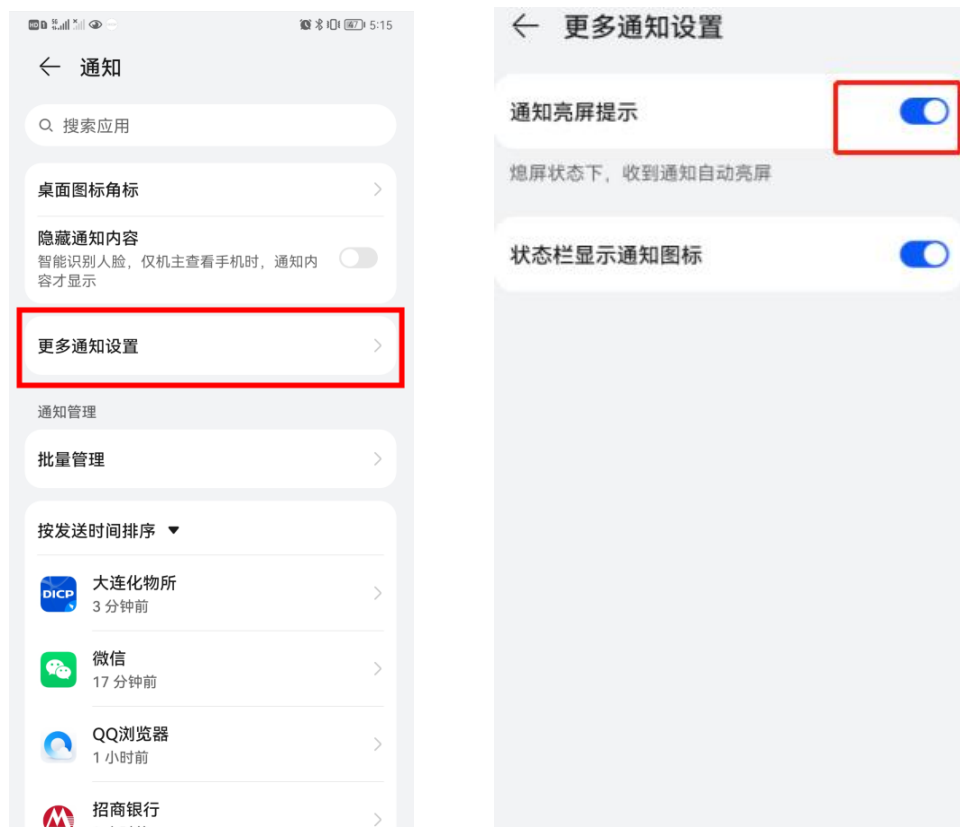 5:15
通知
搜索应用
桌面图标角标
隐藏通知内容
智能识别人脸，仅机主查看手机时，通知内
容才显示
更多通知设置
通知管理
批量管理
按发送时间排序
DICP
大连化物所
3 分钟前
微信
17 分钟前
QQ浏览器
1 小时前
招商银行
更多通知设置
通知亮屏提示
熄屏状态下，收到通知自动亮屏
状态栏显示通知图标